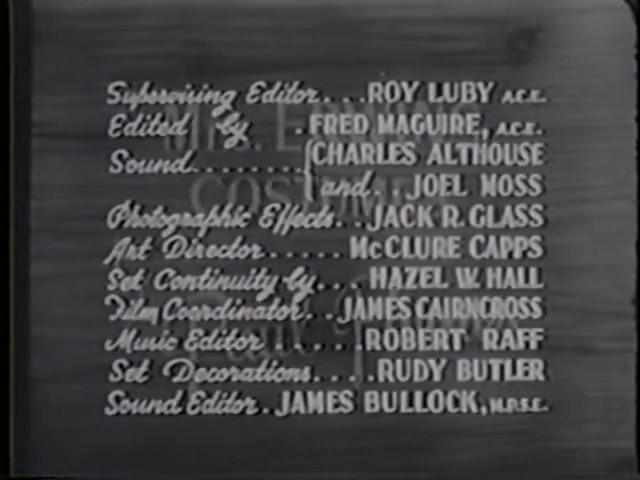 Supervising Editor. . .ROY LUBY A.C.E.
Edited by .FRED MAGUIRE, A.C.E.
Sound........{CHARLES ALTHOUSE
and. . JOEL MOSS
Photographic Effects. . JACK R. GLASS
Art Director..... McCLURE CAPPS
Set Continuity by... HAZEL W. HALL
Film Coordinator. . JAMES CAIRNCROSS
Music Editor . . . . .ROBERT RAFF
Set Decorations. . . .RUDY BUTLER
Sound Editor. JAMES BULLOCK, M.P.S.E.